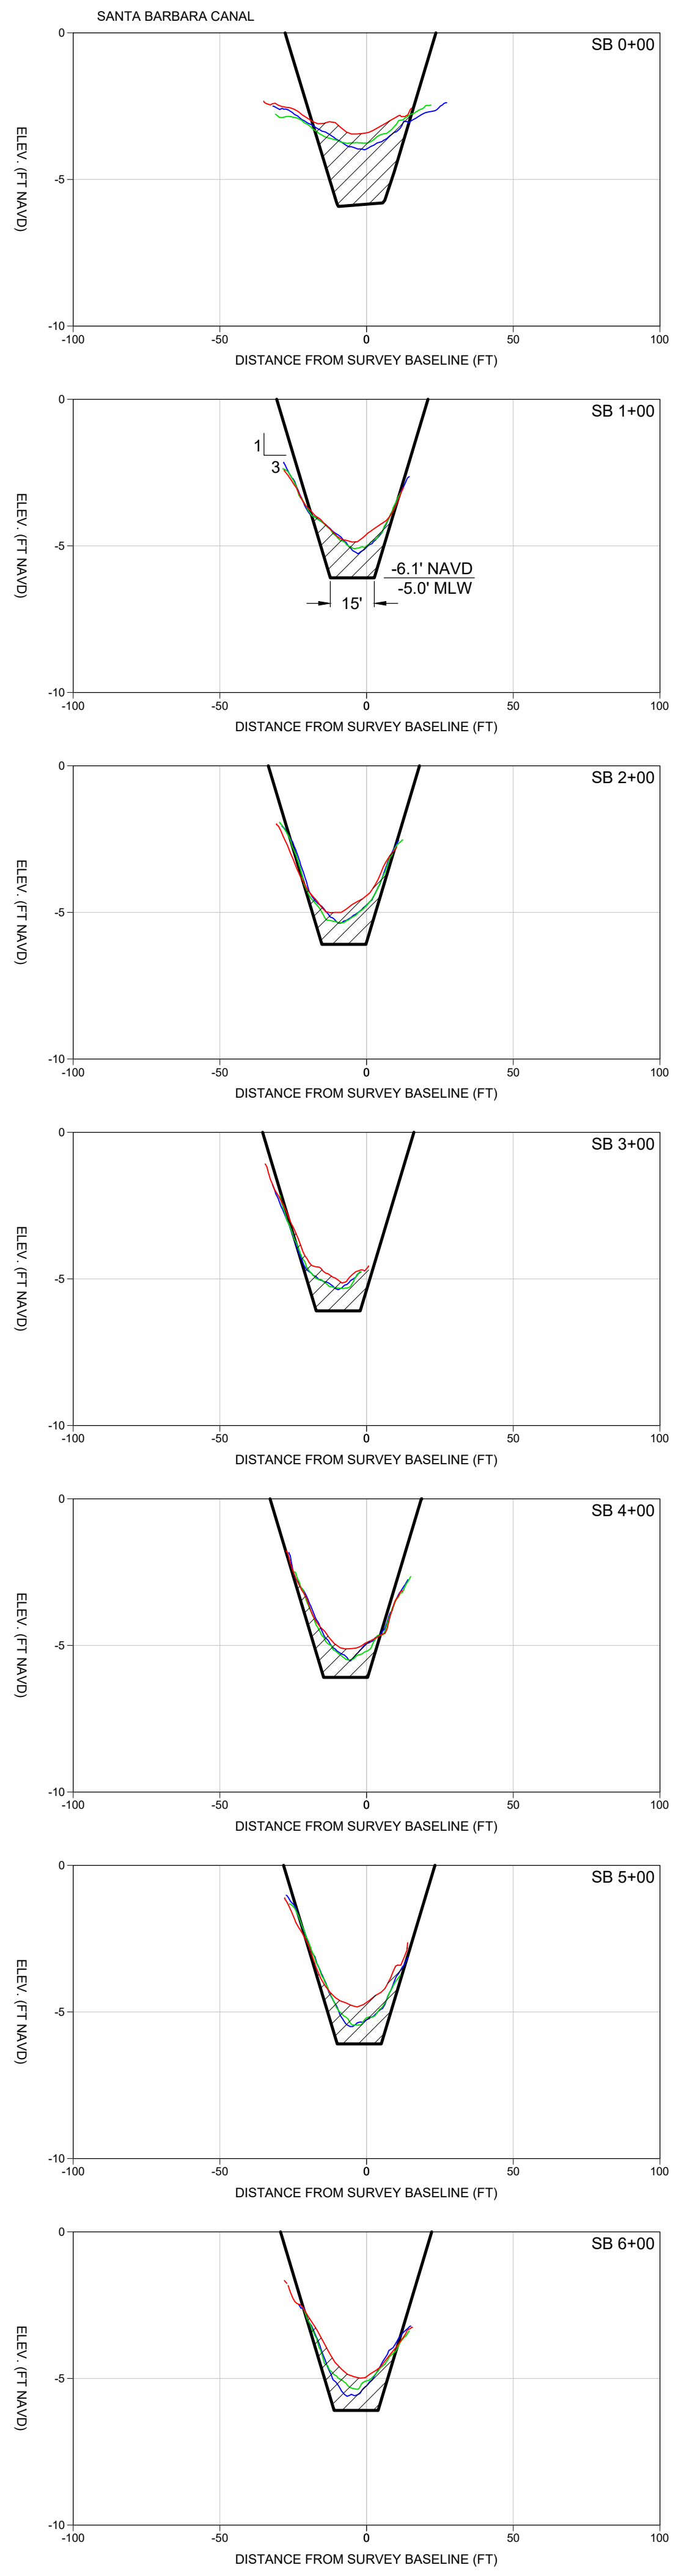 SANTA BARBARA CANAL
0
SB 0+00
ELEV. (FT NAVD)
-5
-10
-100
-50
0
50
100
DISTANCE FROM SURVEY BASELINE (FT)
0
SB 1+00
1
3
ELEV. (FT NAVD)
-5
-6.1' NAVD
-5.0' MLW
15'
-10
-100
-50
0
50
100
DISTANCE FROM SURVEY BASELINE (FT)
0
SB 2+00
ELEV. (FT NAVD)
-5
-10
-100
-50
0
50
100
DISTANCE FROM SURVEY BASELINE (FT)
0
SB 3+00
ELEV. (FT NAVD)
-5
-10
-100
-50
0
50
100
DISTANCE FROM SURVEY BASELINE (FT)
0
SB 4+00
ELEV. (FT NAVD)
-5
-10
-100
-50
0
50
100
DISTANCE FROM SURVEY BASELINE (FT)
0
SB 5+00
ELEV. (FT NAVD)
-5
-10
-100
-50
0
50
100
DISTANCE FROM SURVEY BASELINE (FT)
0
SB 6+00
ELEV. (FT NAVD)
-5
-10
-100
-50
0
50
100
DISTANCE FROM SURVEY BASELINE (FT)